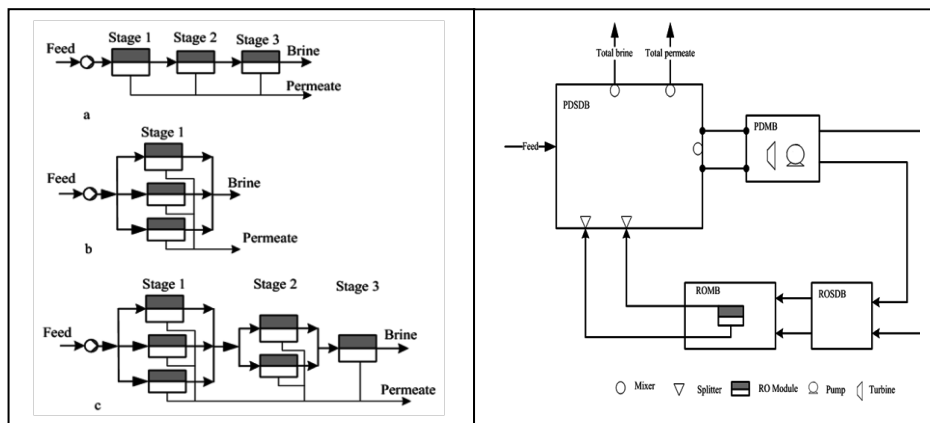 Stage 1 Stage 2 Stage 3
Feed
Brine
Permeate
a
Stage 1
Feed
Brine
Permeate
b
Stage 1 Stage 2 Stage 3
Feed
Brine
Permeate
c
Total brine Total permeate
PDSDB
PDMB
Feed
ROMB
ROSDB
Mixer Splitter RO Module Pump Turbine